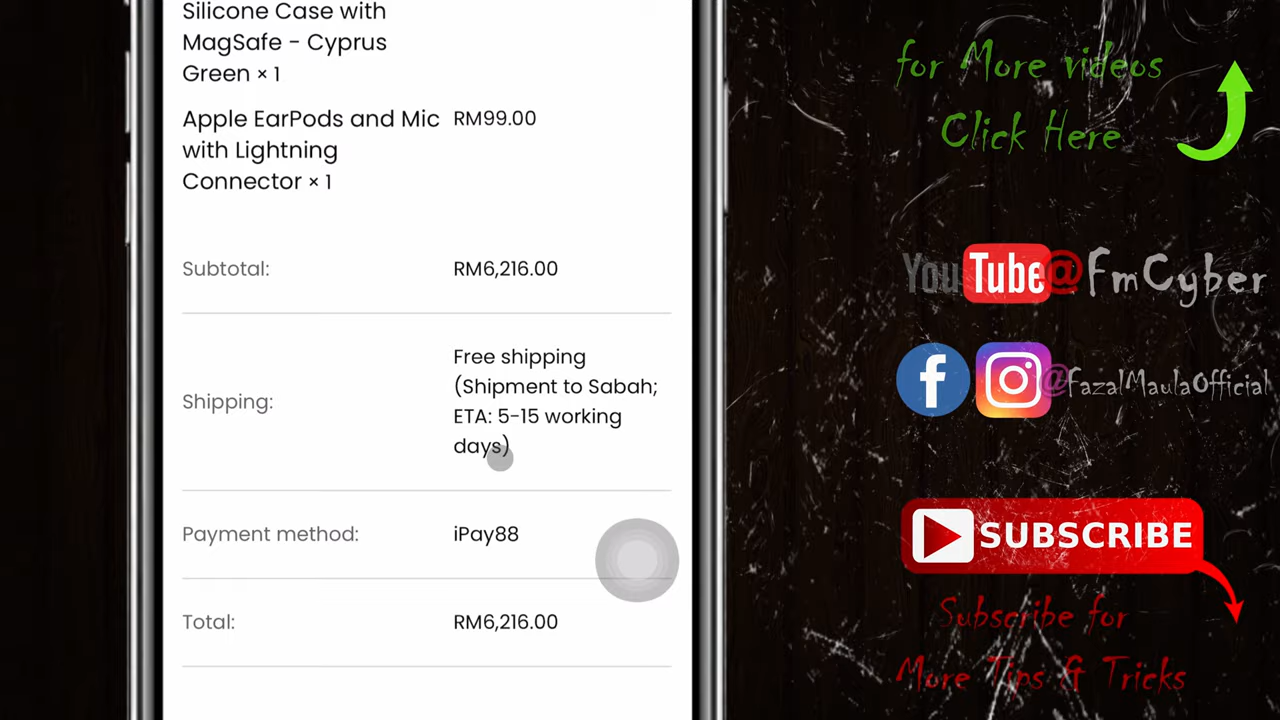 Silicone Case with
MagSafe - Cyprus
Green × 1
Apple EarPods and Mic RM99.00
with Lightning
Connector × 1
Subtotal: RM6,216.00
Free shipping
(Shipment to Sabah;
Shipping:
ETA: 5-15 working
days)
Payment method: iPay88
Total: RM6,216.00
for More videos
Click Here
YouTube@FmCyber
@FazalMaulaOfficial
SUBSCRIBE
Subscribe for
More Tips & Tricks